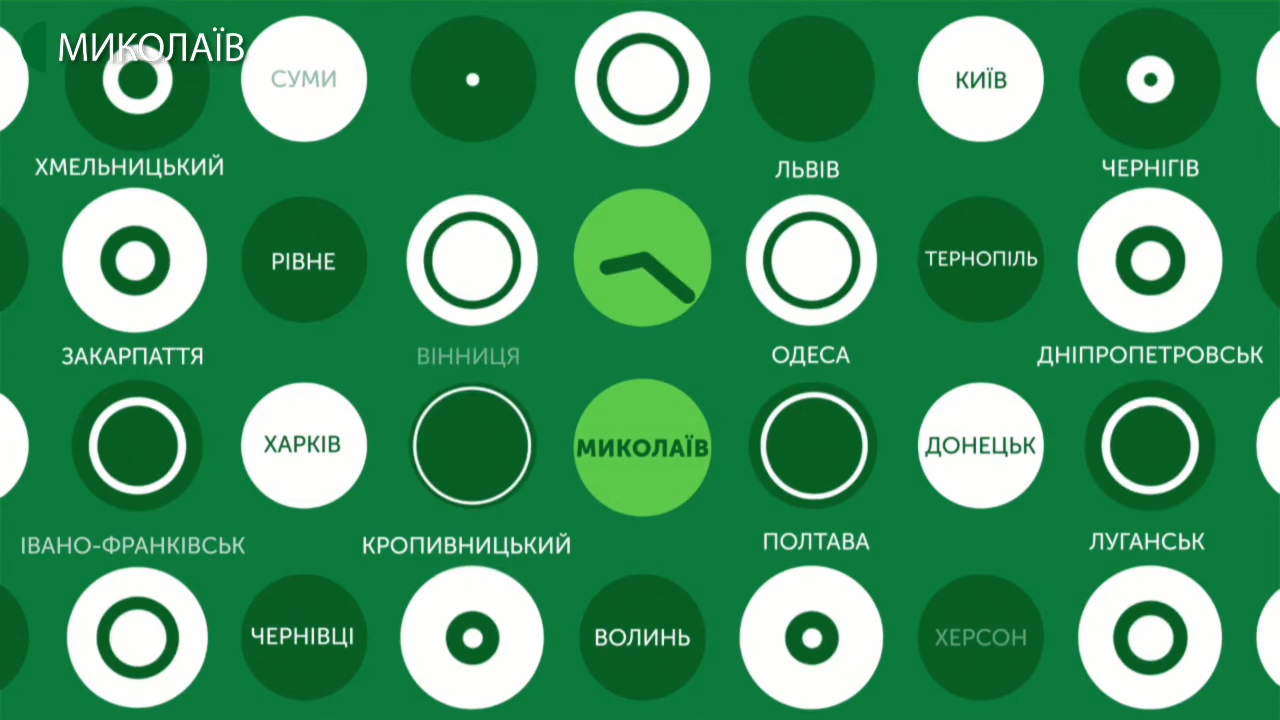 МИКОЛАЇВ
СУМИ
КИЇВ
ХМЕЛЬНИЦЬКИЙ
ЛЬВІВ
ЧЕРНІГІВ
РІВНЕ
ТЕРНОПІЛЬ
ЗАКАРПАТТЯ
ВІННИЦЯ
ОДЕСА
ДНІПРОПЕТРОВСЬК
ХАРКІВ
МИКОЛАЇВ
ДОНЕЦЬК
ІВАНО-ФРАНКІВСЬК
КРОПИВНИЦЬКИЙ
ПОЛТАВА
ЛУГАНСЬК
ЧЕРНІВЦІ
ВОЛИНЬ
ХЕРСОН